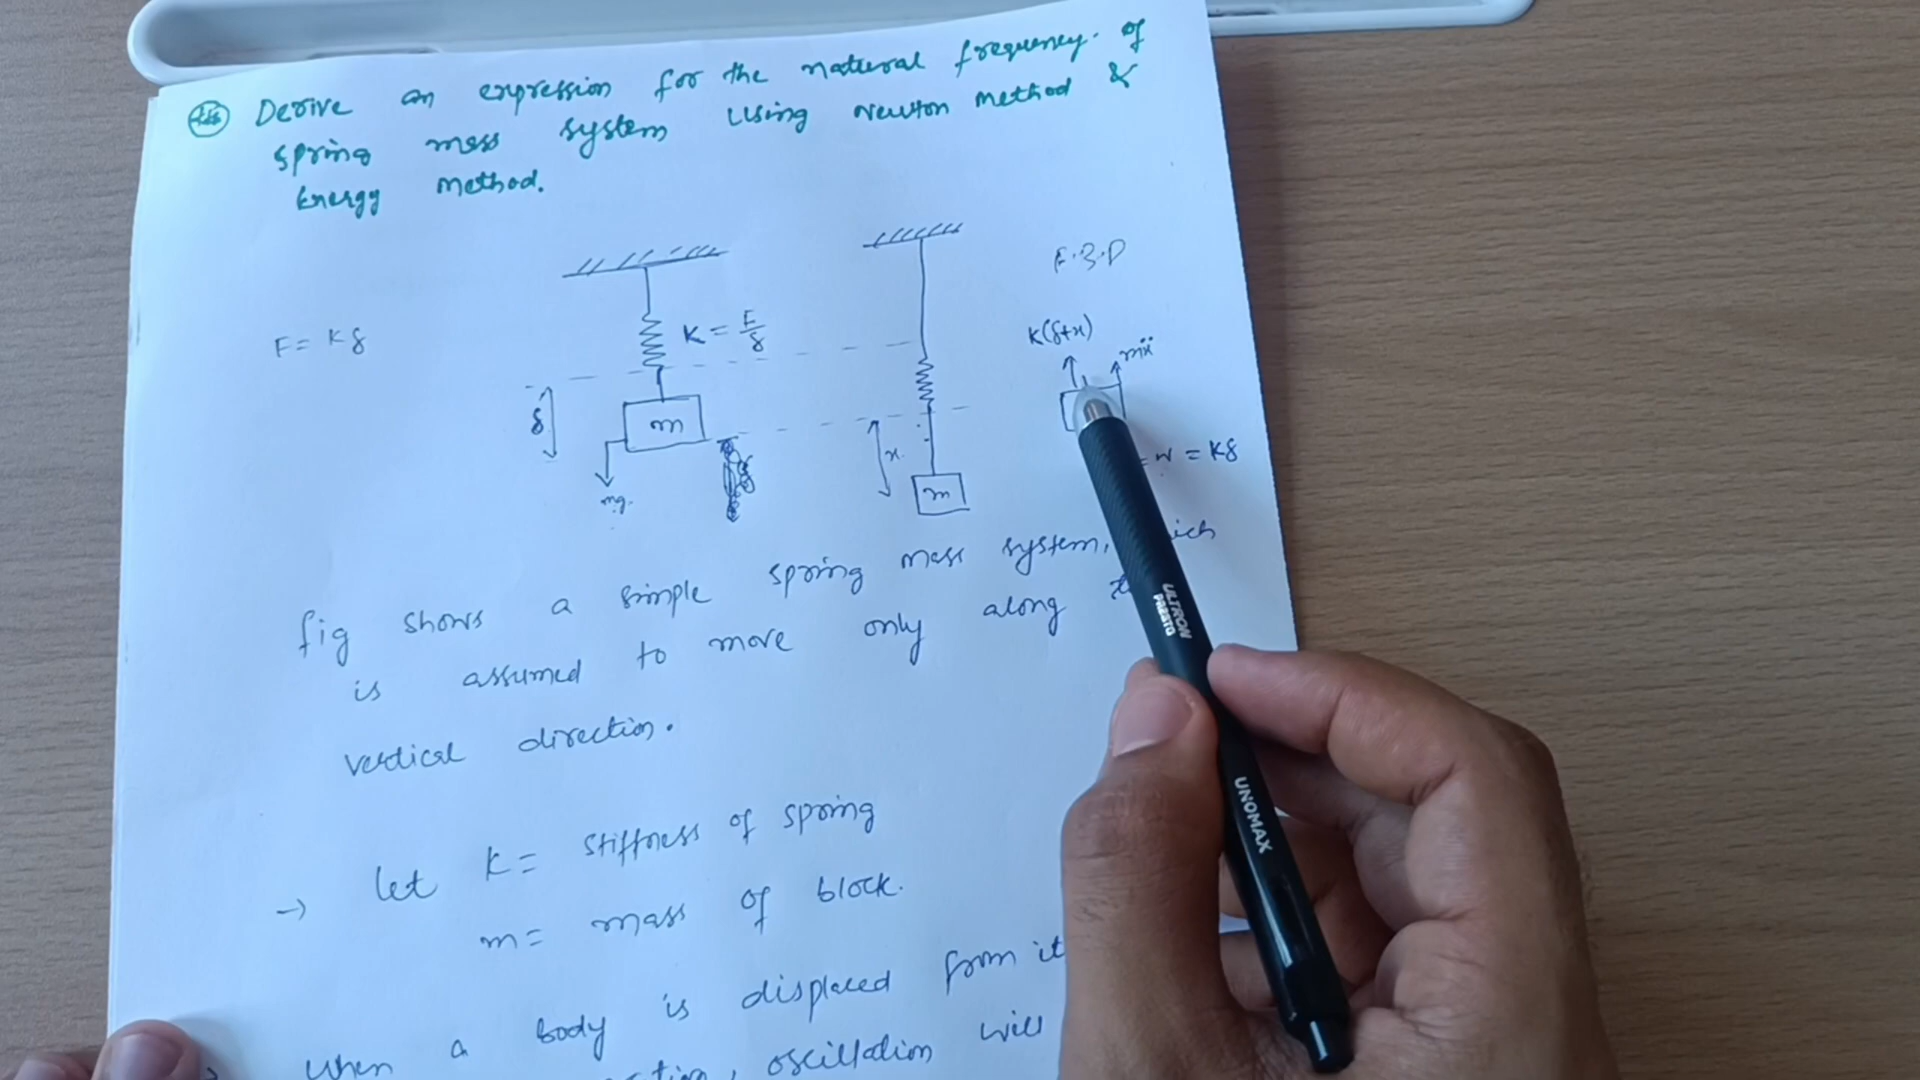 Derive an expression for the natural frequency of
spring mass system using Newton method &
Energy method.
F.B.D
F = Kδ
K = F/δ
K(δ+x)
mẍ
δ
m
x
= W = Kδ
mg
m
fig shows a simple spring mass system,
is assumed to move only along
vertical direction.
→ let K = stiffness of spring
m = mass of block.
When a body is displaced from
, oscillation will
ULTRON
PRESTO
UNOMAX